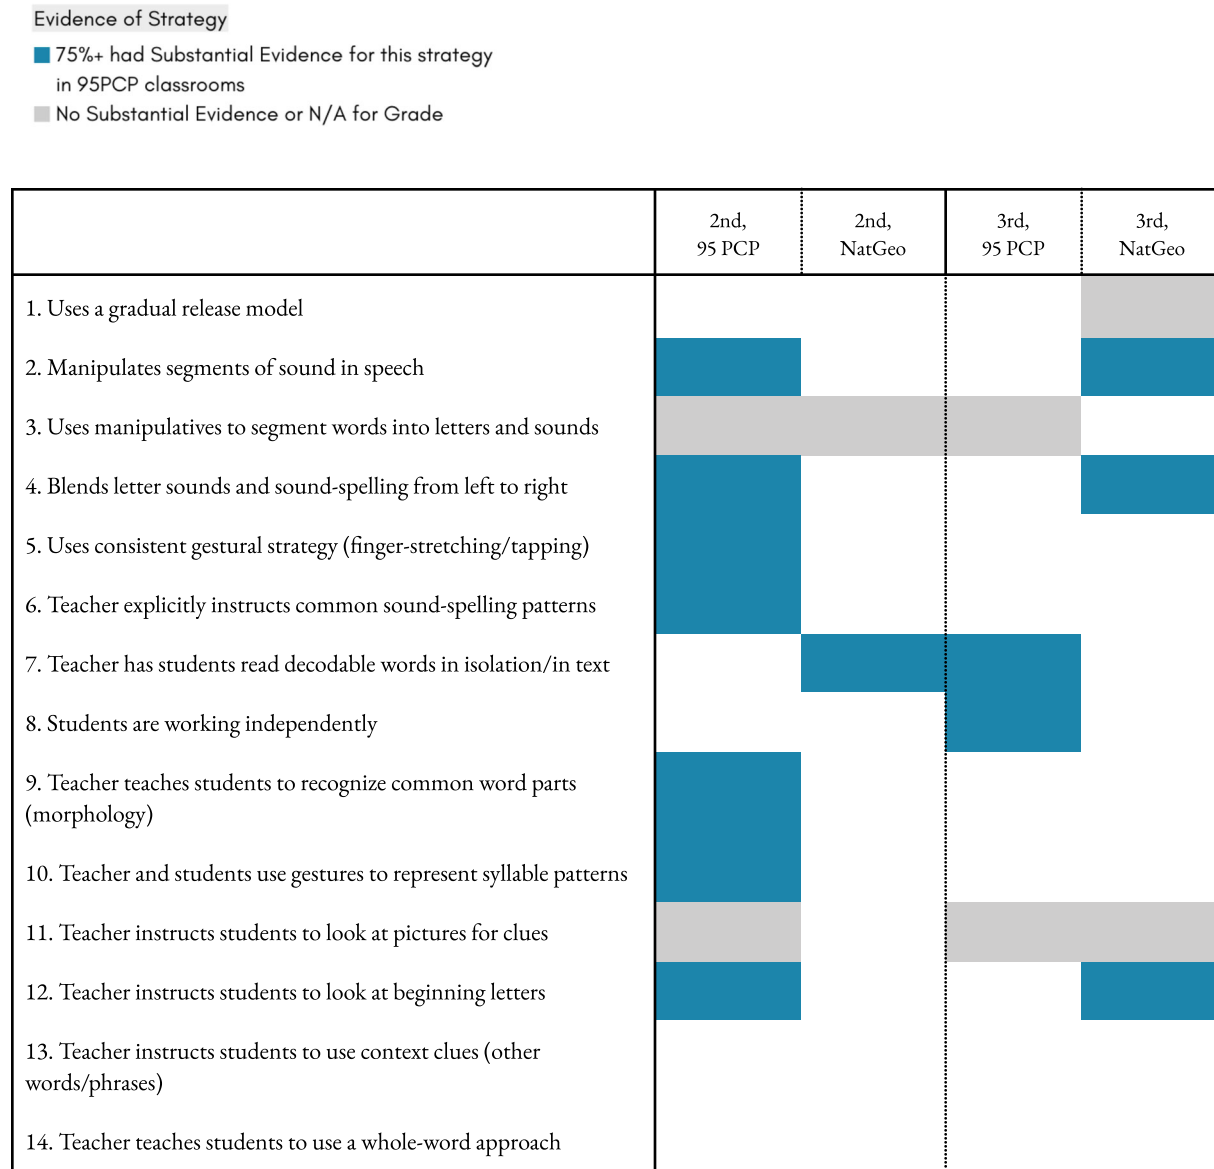 Evidence of Strategy
75%+ had Substantial Evidence for this strategy
in 95PCP classrooms
No Substantial Evidence or N/A for Grade
2nd,
95 PCP
2nd,
NatGeo
3rd,
95 PCP
3rd,
NatGeo
1. Uses a gradual release model
2. Manipulates segments of sound in speech
3. Uses manipulatives to segment words into letters and sounds
4. Blends letter sounds and sound-spelling from left to right
5. Uses consistent gestural strategy (finger-stretching/tapping)
6. Teacher explicitly instructs common sound-spelling patterns
7. Teacher has students read decodable words in isolation/in text
8. Students are working independently
9. Teacher teaches students to recognize common word parts
(morphology)
10. Teacher and students use gestures to represent syllable patterns
11. Teacher instructs students to look at pictures for clues
12. Teacher instructs students to look at beginning letters
13. Teacher instructs students to use context clues (other
words/phrases)
14. Teacher teaches students to use a whole-word approach